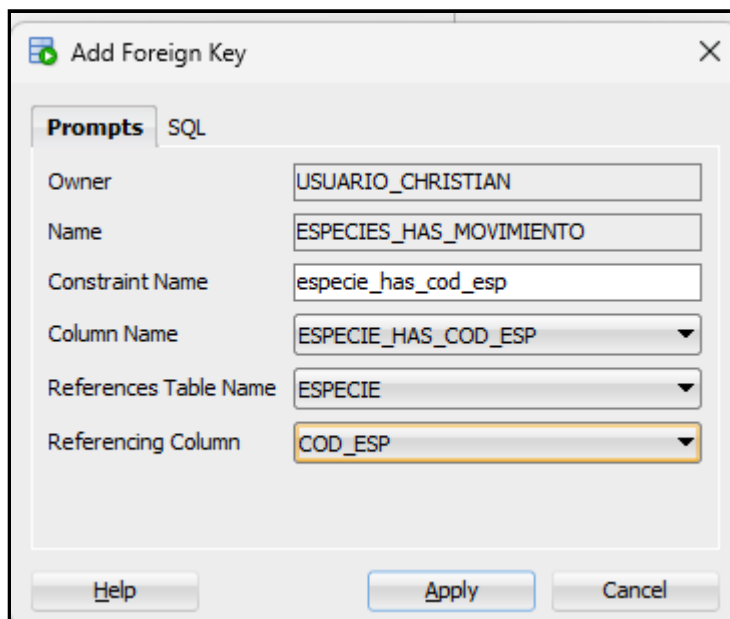 Add Foreign Key
Prompts SQL
Owner USUARIO_CHRISTIAN
Name ESPECIES_HAS_MOVIMIENTO
Constraint Name especie_has_cod_esp
Column Name ESPECIE_HAS_COD_ESP
References Table Name ESPECIE
Referencing Column COD_ESP
Help Apply Cancel